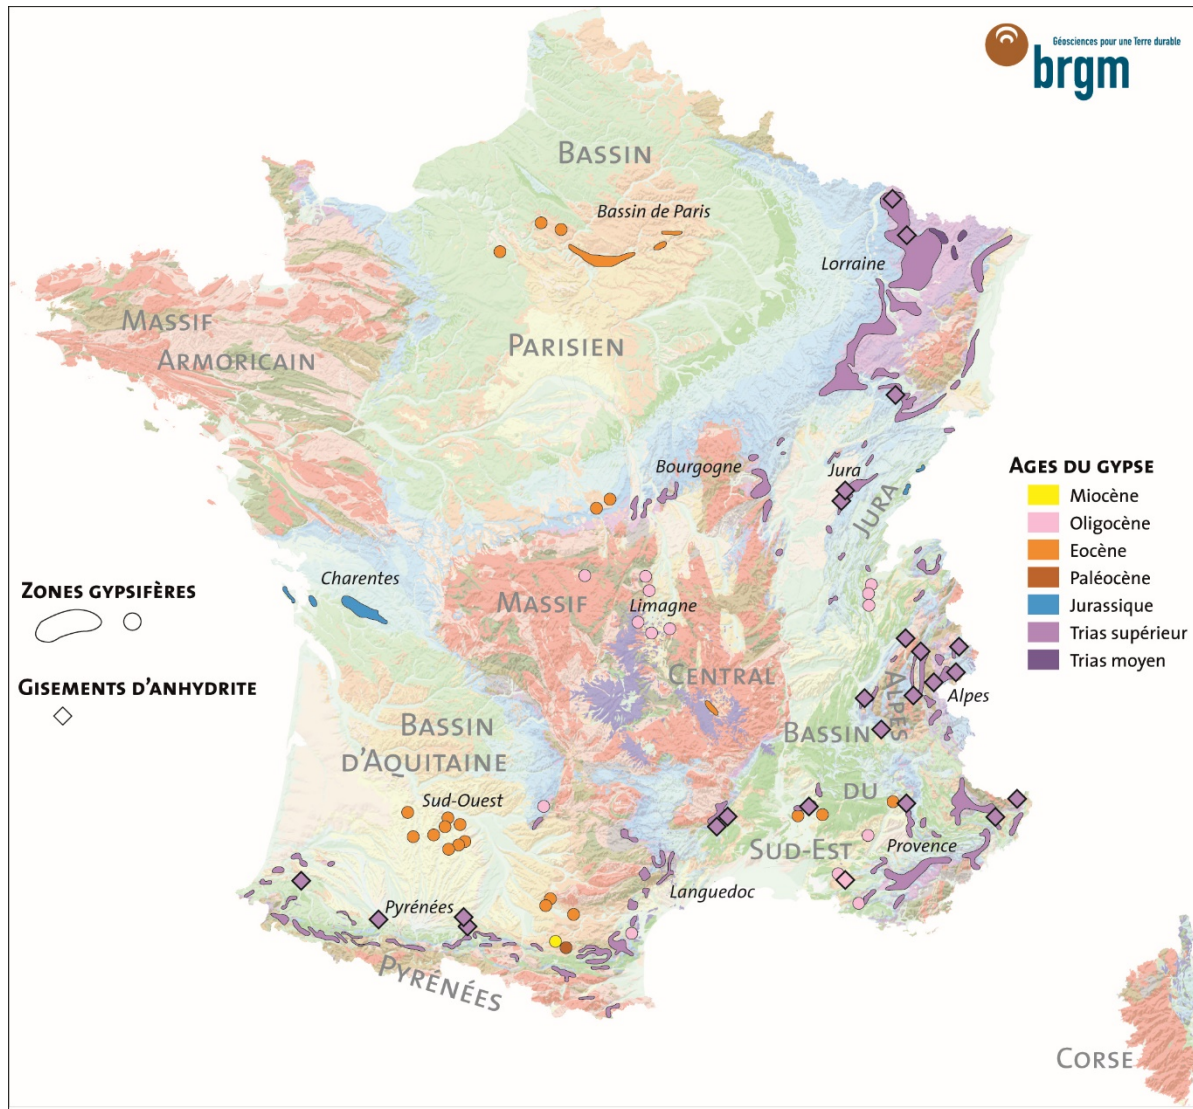 Géosciences pour une Terre durable
brgm
BASSIN
Bassin de Paris
Lorraine
MASSIF
ARMORICAIN
PARISIEN
Bourgogne
Jura
JURA
AGES DU GYPSE
Miocène
Oligocène
Eocène
Paléocène
Jurassique
Trias supérieur
Trias moyen
ZONES GYPSIFÈRES
GISEMENTS D'ANHYDRITE
Charentes
MASSIF
Limagne
CENTRAL
ALPES
Alpes
BASSIN
D'AQUITAINE
BASSIN
DU
SUD-EST
Sud-Ouest
Provence
Languedoc
Pyrénées
PYRÉNÉES
CORSE